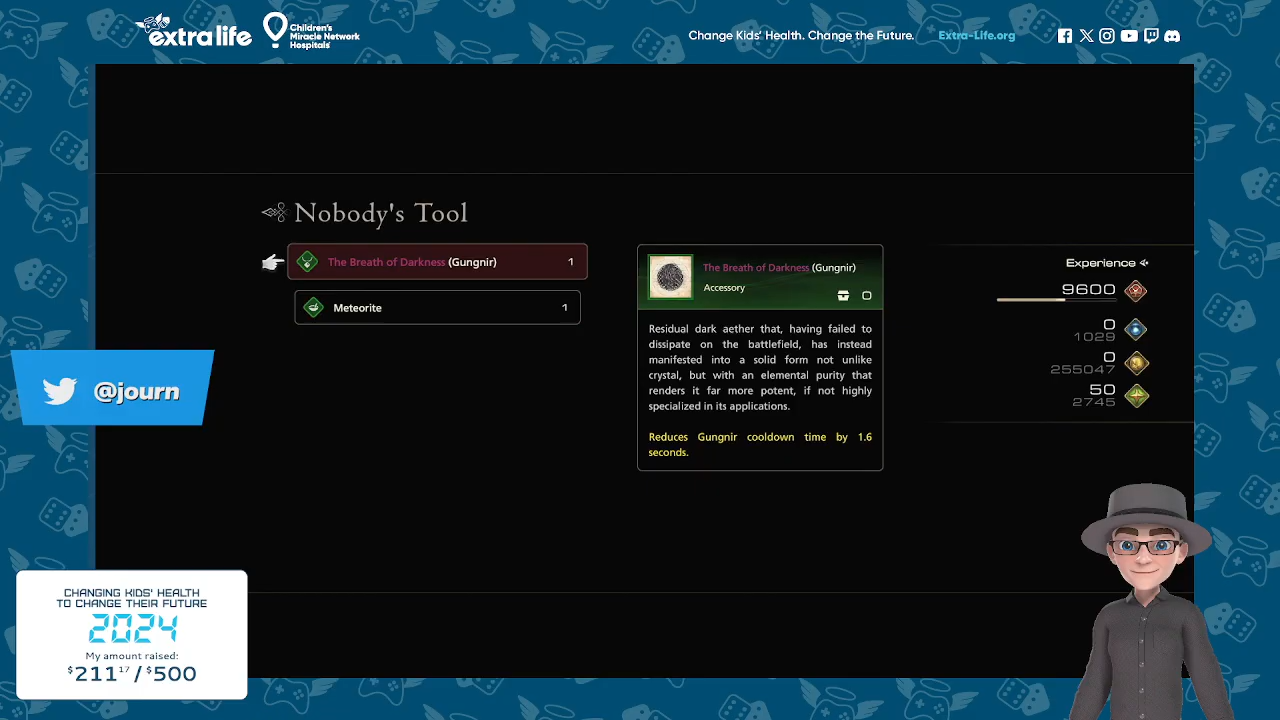 extra life
Children's
Miracle Network
Hospitals
Change Kids' Health. Change the Future.
Extra-Life.org
Nobody's Tool
The Breath of Darkness (Gungnir) 1
Meteorite 1
The Breath of Darkness (Gungnir)
Accessory
0
Residual dark aether that, having failed to
dissipate on the battlefield, has instead
manifested into a solid form not unlike
crystal, but with an elemental purity that
renders it far more potent, if not highly
specialized in its applications.
Reduces Gungnir cooldown time by 1.6
seconds.
Experience
9600
0
1029
0
255047
50
2745
@journ
CHANGING KIDS' HEALTH
TO CHANGE THEIR FUTURE
2024
My amount raised:
$211.17 / $500